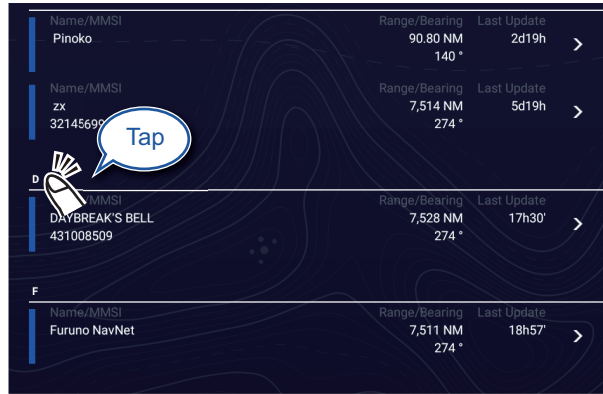 Name/MMSI Range/Bearing Last Update
Pinoko 90.80 NM 2d19h
140 °
Name/MMSI Range/Bearing Last Update
zx 7,514 NM 5d19h
274 °
Tap
D
/MMSI Range/Bearing Last Update
DAYBREAK'S BELL 7,528 NM 17h30'
431008509 274 °
F
Name/MMSI Range/Bearing Last Update
Furuno NavNet 7,511 NM 18h57'
274 °